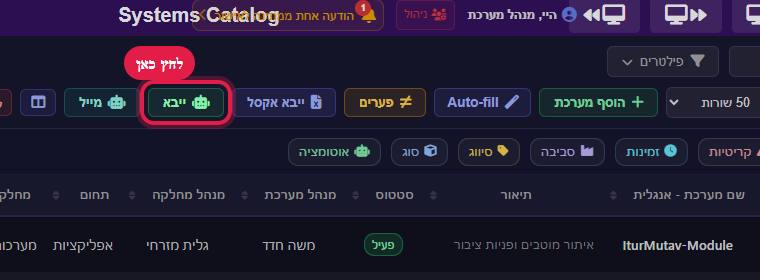 Systems Catalog
הודעה אחת ממ
1
ניהול
היי, מנהל מערכת
לחץ כאן
פילטרים
50 שורות
הוסף מערכת
Auto-fill
פערים
ייבא אקסל
ייבא
מייל
קריטיות
זמינות
סביבה
סיווג
סוג
אוטומציה
שם מערכת - אנגלית
תיאור
סטטוס
מנהל מערכת
מנהל מחלקה
תחום
מחלק
IturMutav-Module
איתור מוטבים ופניות ציבור
פעיל
משה חדד
גלית מזרחי
אפליקציות
מערכו